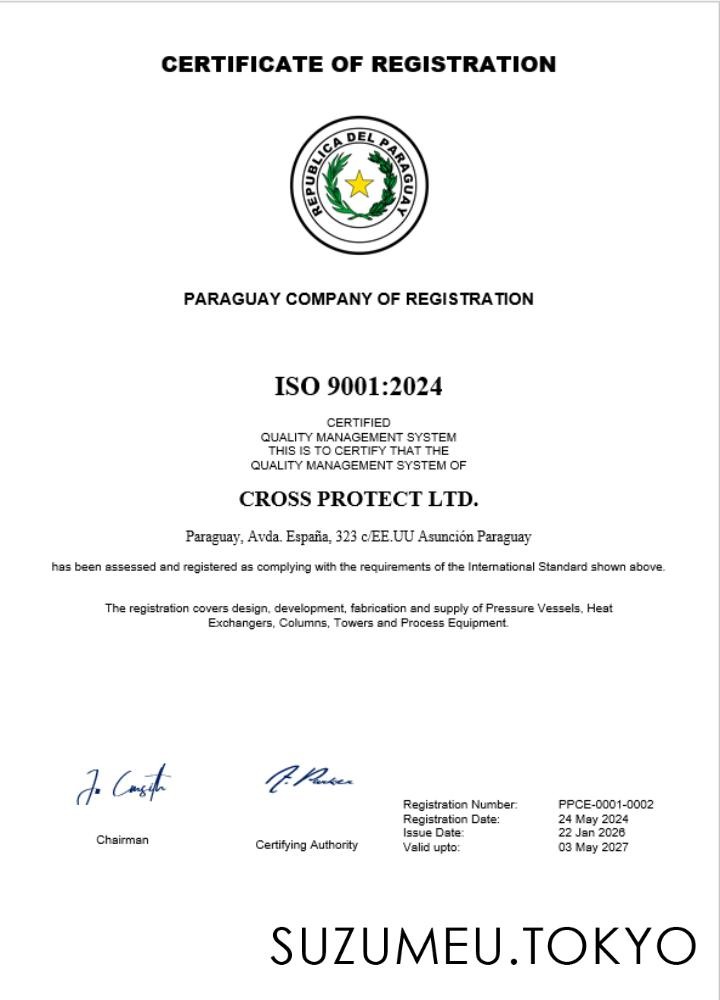 CERTIFICATE OF REGISTRATION
REPUBLICA DEL PARAGUAY
PARAGUAY COMPANY OF REGISTRATION
ISO 9001:2024
CERTIFIED
QUALITY MANAGEMENT SYSTEM
THIS IS TO CERTIFY THAT THE
QUALITY MANAGEMENT SYSTEM OF
CROSS PROTECT LTD.
Paraguay, Avda. España, 323 c/EE.UU Asunción Paraguay
has been assessed and registered as complying with the requirements of the International Standard shown above.
The registration covers design, development, fabrication and supply of Pressure Vessels, Heat
Exchangers, Columns, Towers and Process Equipment.
Chairman
Certifying Authority
Registration Number: PPCE-0001-0002
Registration Date: 24 May 2024
Issue Date: 22 Jan 2026
Valid upto: 03 May 2027
SUZUMEU.TOKYO